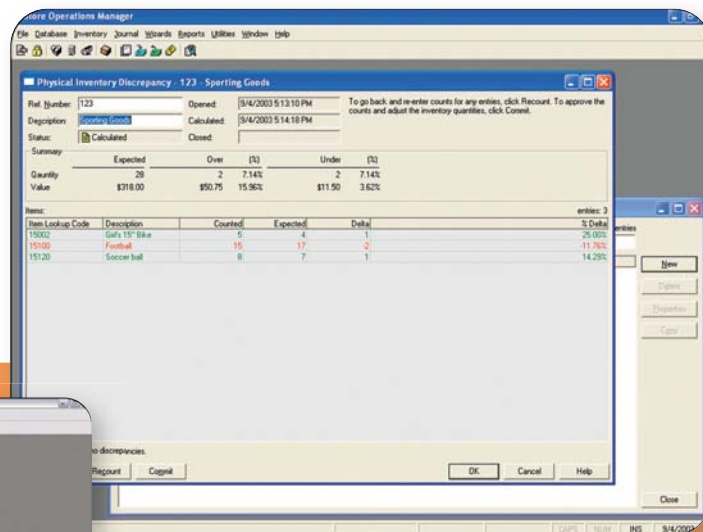 Store Operations Manager
File Database Inventory Journal Wizards Reports Utilities Window Help
Physical Inventory Discrepancy - 123 - Sporting Goods
Ref. Number: 123 Opened: 9/4/2003 5:13:10 PM To go back and re-enter counts for any entries, click Recount. To approve the
Description: Sporting Goods Calculated: 9/4/2003 5:14:18 PM counts and adjust the inventory quantities, click Commit.
Status: Calculated Closed:
Summary
Expected Over (%) Under (%)
Qauntity 28 2 7.14% 2 7.14%
Value $318.00 $50.75 15.96% $11.50 3.62%
Items: entries: 3
Item Lookup Code Description Counted Expected Delta % Delta
15002 Girl's 15" Bike 5 4 1 25.00%
15100 Football 15 17 -2 -11.76%
15120 Soccer ball 8 7 1 14.29%
entries
New
Delete
Properties
Copy
no discrepancies.
Recount Commit OK Cancel Help
Close
CAPS NUM INS 9/4/2003